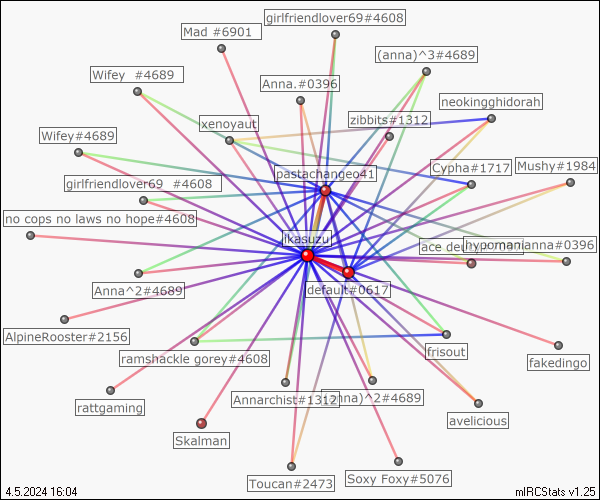 girlfriendlover69#4608
Mad #6901
(anna)^3#4689
Wifey #4689
Anna.#0396
neokingghidorah
zibbits#1312
xenoyaut
Wifey#4689
pastachangeo41
Cypha#1717
Mushy#1984
girlfriendlover69 #4608
no cops no laws no hope#4608
ikasuzu
ace de
hypomanianna#0396
Anna^2#4689
default#0617
AlpineRooster#2156
ramshackle gorey#4608
frisout
fakedingo
rattgaming
Annarchist#1312
nna)^2#4689
avelicious
Skalman
Toucan#2473
Soxy Foxy#5076
4.5.2024 16:04
mIRCStats v1.25